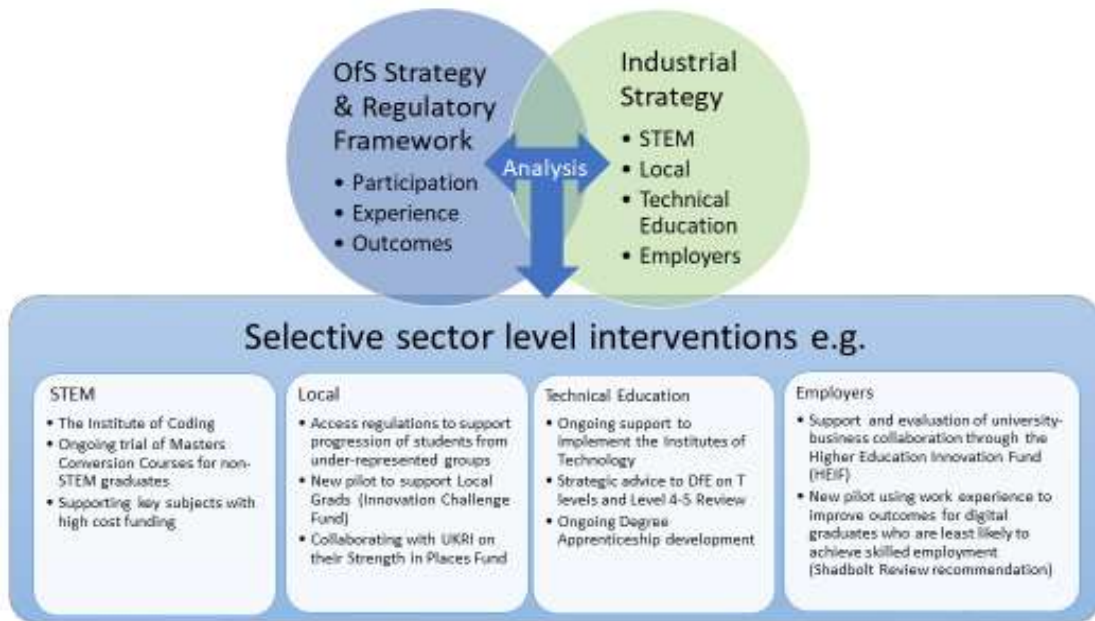 OfS Strategy
& Regulatory
Framework
• Participation
• Experience
• Outcomes
Analysis
Industrial
Strategy
• STEM
• Local
• Technical
Education
• Employers
Selective sector level interventions e.g.
STEM
• The Institute of Coding
• Ongoing trial of Masters
Conversion Courses for non-
STEM graduates
• Supporting key subjects with
high cost funding
Local
• Access regulations to support
progression of students from
under-represented groups
• New pilot to support Local
Grads (Innovation Challenge
Fund)
• Collaborating with UKRI on
their Strength in Places Fund
Technical Education
• Ongoing support to
implement the Institutes of
Technology
• Strategic advice to DfE on T
levels and Level 4-5 Review
• Ongoing Degree
Apprenticeship development
Employers
• Support and evaluation of university-
business collaboration through the
Higher Education Innovation Fund
(HEIF)
• New pilot using work experience to
improve outcomes for digital
graduates who are least likely to
achieve skilled employment
(Shadbolt Review recommendation)